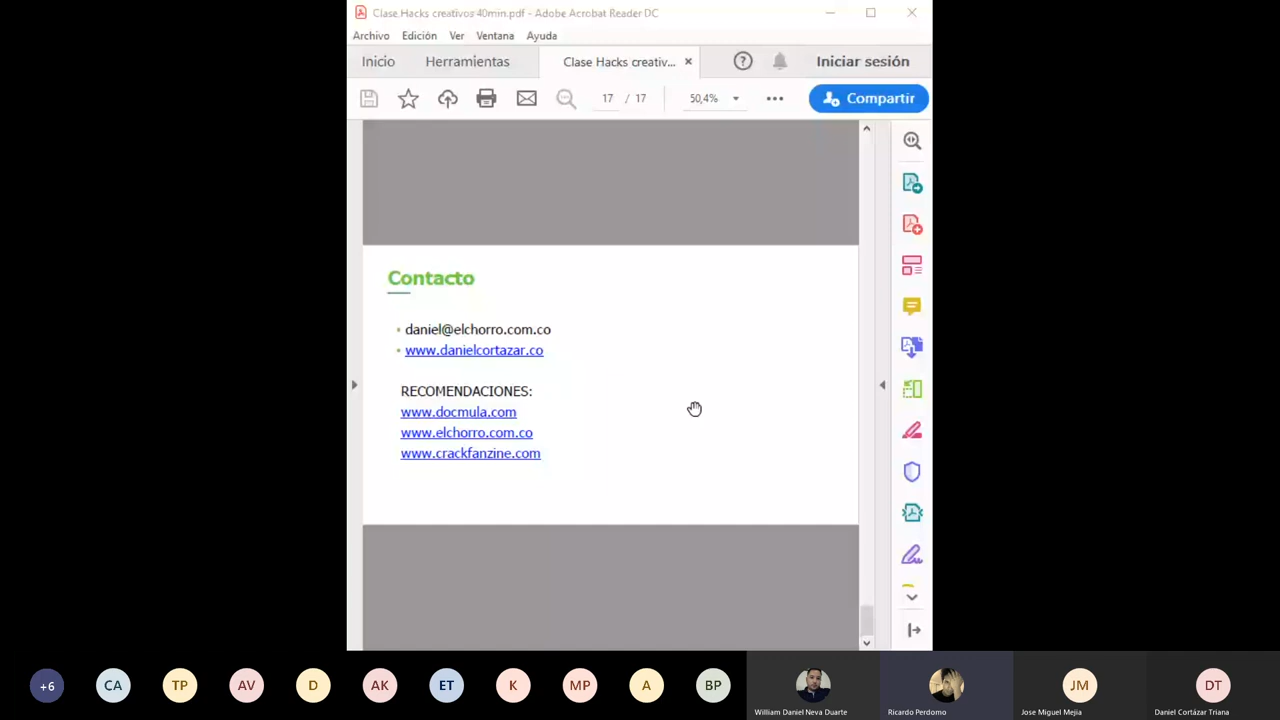 Clase Hacks creativos 40min.pdf - Adobe Acrobat Reader DC
Archivo Edición Ver Ventana Ayuda
Inicio Herramientas Clase Hacks creativ... Iniciar sesión
17 / 17 50,4% Compartir
Contacto
daniel@elchorro.com.co
www.danielcortazar.co
RECOMENDACIONES:
www.docmula.com
www.elchorro.com.co
www.crackfanzine.com
+6 CA TP AV D AK ET K MP A BP JM DT
William Daniel Neva Duarte Ricardo Perdomo Jose Miguel Mejía Daniel Cortázar Triana